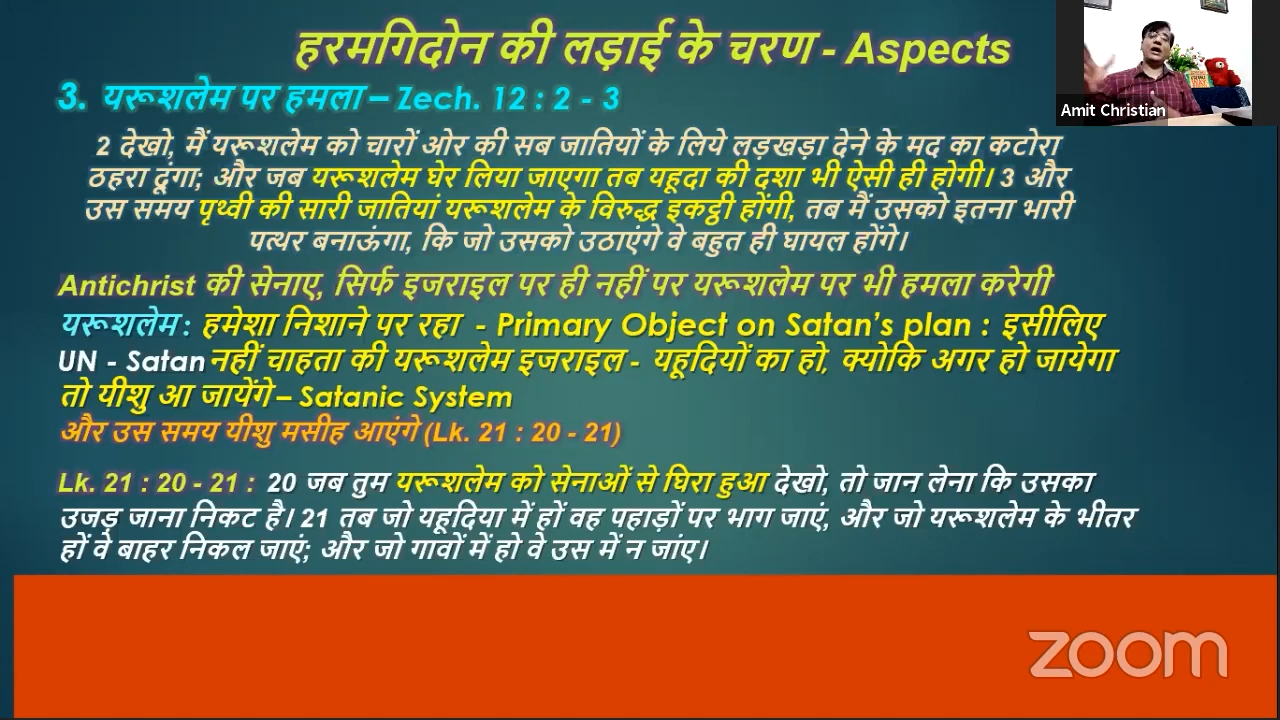 हरमगिदोन की लड़ाई के चरण - Aspects
Amit Christian
3. यरूशलेम पर हमला – Zech. 12 : 2 - 3
2 देखो, मैं यरूशलेम को चारों ओर की सब जातियों के लिये लड़खड़ा देने के मद का कटोरा
ठहरा दूंगा; और जब यरूशलेम घेर लिया जाएगा तब यहूदा की दशा भी ऐसी ही होगी। 3 और
उस समय पृथ्वी की सारी जातियां यरूशलेम के विरुद्ध इकट्ठी होंगी, तब मैं उसको इतना भारी
पत्थर बनाऊंगा, कि जो उसको उठाएंगे वे बहुत ही घायल होंगे।
Antichrist की सेनाए, सिर्फ इजराइल पर ही नहीं पर यरूशलेम पर भी हमला करेगी
यरूशलेम : हमेशा निशाने पर रहा - Primary Object on Satan's plan : इसीलिए
UN - Satan नहीं चाहता की यरूशलेम इजराइल - यहूदियों का हो, क्योकि अगर हो जायेगा
तो यीशु आ जायेंगे – Satanic System
और उस समय यीशु मसीह आएंगे (Lk. 21 : 20 - 21)
Lk. 21 : 20 - 21 : 20 जब तुम यरूशलेम को सेनाओं से घिरा हुआ देखो, तो जान लेना कि उसका
उजड़ जाना निकट है। 21 तब जो यहूदिया में हों वह पहाड़ों पर भाग जाएं, और जो यरूशलेम के भीतर
हों वे बाहर निकल जाएं; और जो गावों में हो वे उस में न जांए।
zoom